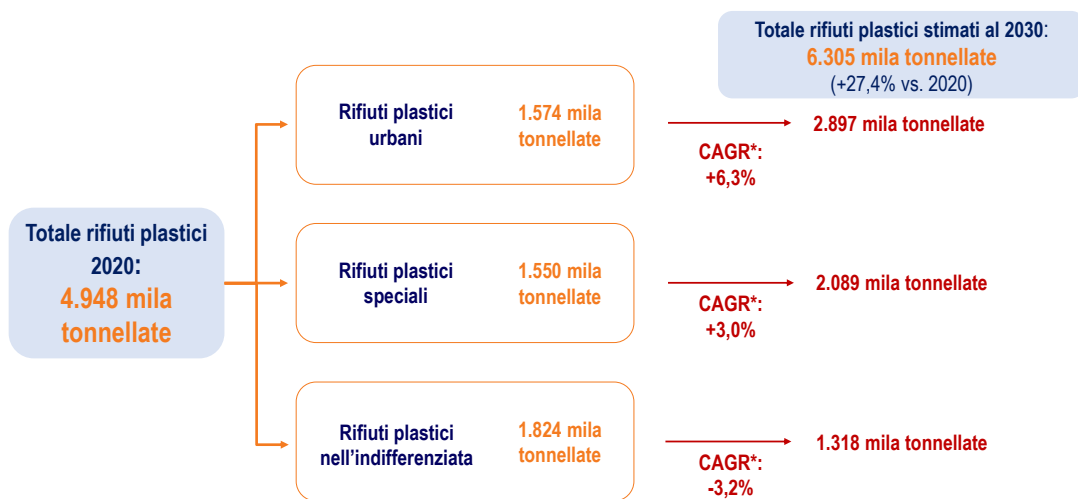 Totale rifiuti plastici stimati al 2030:
6.305 mila tonnellate
(+27,4% vs. 2020)
Totale rifiuti plastici
2020:
4.948 mila
tonnellate
Rifiuti plastici
urbani
1.574 mila
tonnellate
CAGR*:
+6,3%
2.897 mila tonnellate
Rifiuti plastici
speciali
1.550 mila
tonnellate
CAGR*:
+3,0%
2.089 mila tonnellate
Rifiuti plastici
nell’indifferenziata
1.824 mila
tonnellate
CAGR*:
-3,2%
1.318 mila tonnellate